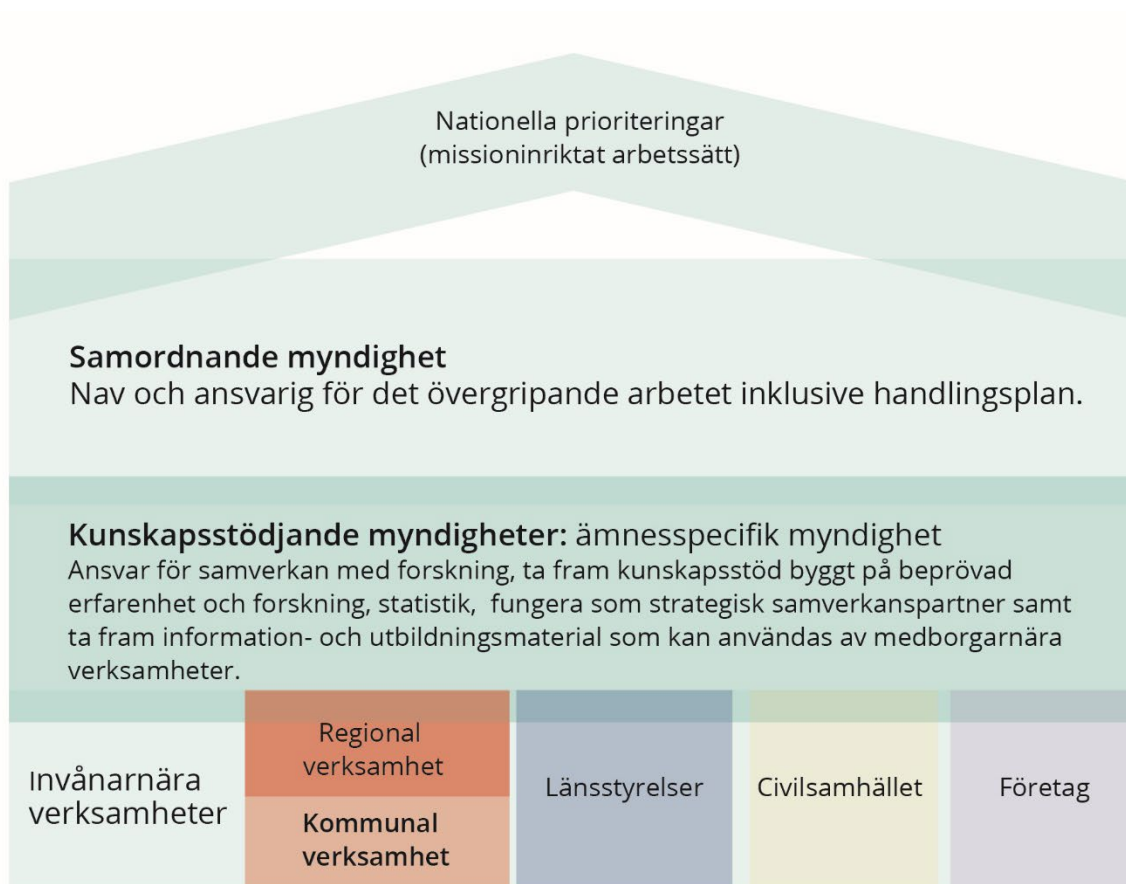 Nationella prioriteringar
(missioninriktat arbetssätt)
Samordnande myndighet
Nav och ansvarig för det övergripande arbetet inklusive handlingsplan.
Kunskapsstödjande myndigheter: ämnesspecifik myndighet
Ansvar för samverkan med forskning, ta fram kunskapsstöd byggt på beprövad
erfarenhet och forskning, statistik, fungera som strategisk samverkanspartner samt
ta fram information- och utbildningsmaterial som kan användas av medborgarnära
verksamheter.
Invånarnära
verksamheter
Regional
verksamhet
Kommunal
verksamhet
Länsstyrelser
Civilsamhället
Företag